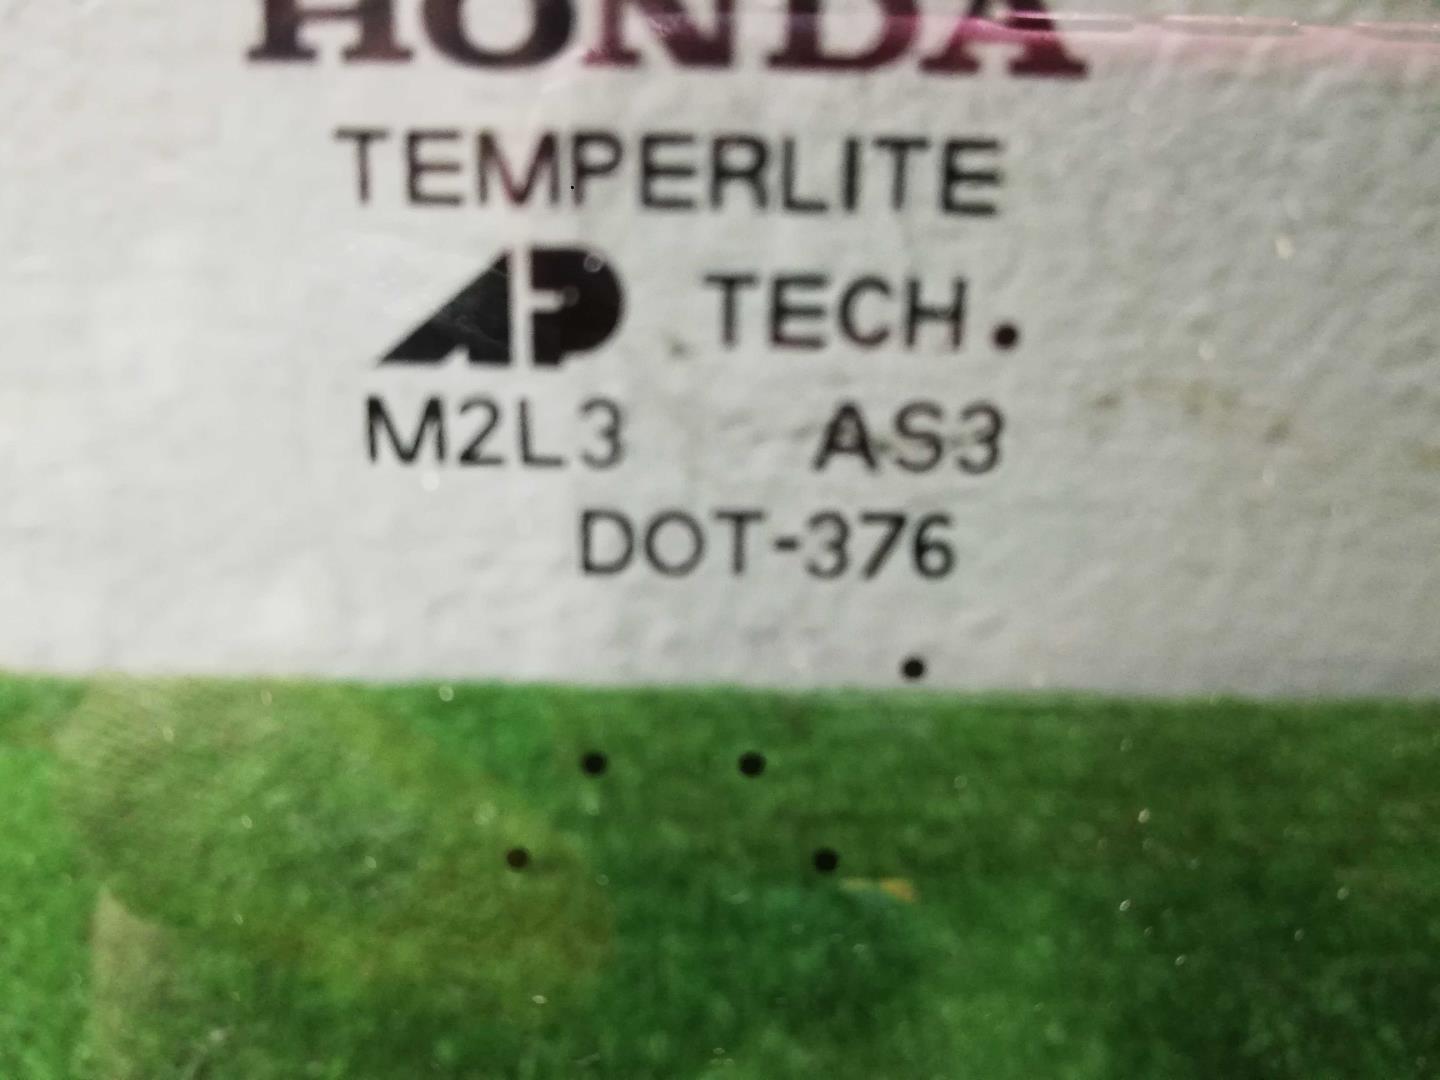 HONDA
TEMPERLITE
AP TECH.
M2L3 AS3
DOT-376